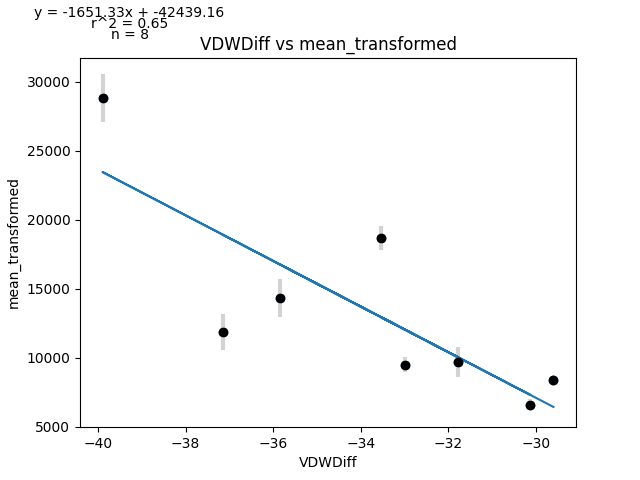 y = -1651.33x + -42439.16
r^2 = 0.65
n = 8
VDWDiff vs mean_transformed
30000
25000
20000
15000
10000
5000
mean_transformed
−40
−38
−36
−34
−32
−30
VDWDiff